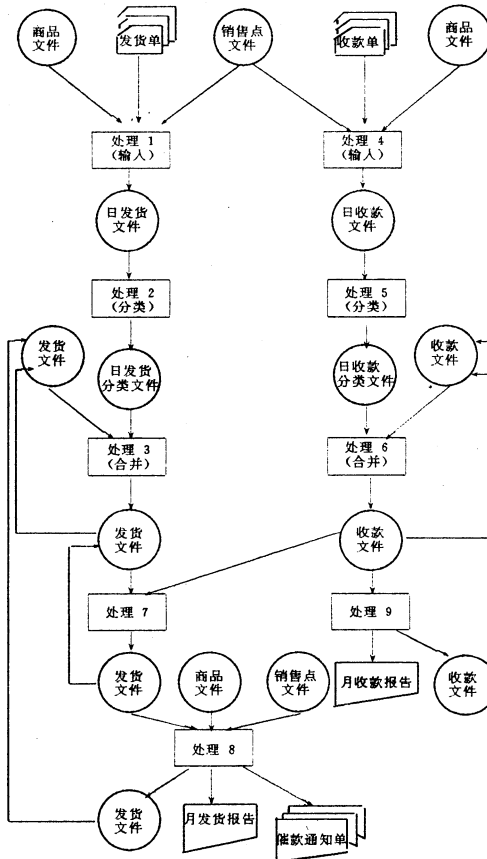 商品
文件
发货单
销售点
文件
收款单
商品
文件
处理 1
(输入)
处理 4
(输入)
日发货
文件
日收款
文件
处理 2
(分类)
处理 5
(分类)
发货
文件
日发货
分类文件
日收款
分类文件
收款
文件
处理 3
(合并)
处理 6
(合并)
发货
文件
收款
文件
处理 7
处理 9
发货
文件
商品
文件
销售点
文件
月收款报告
收款
文件
处理 8
发货
文件
月发货报告
催款通知单